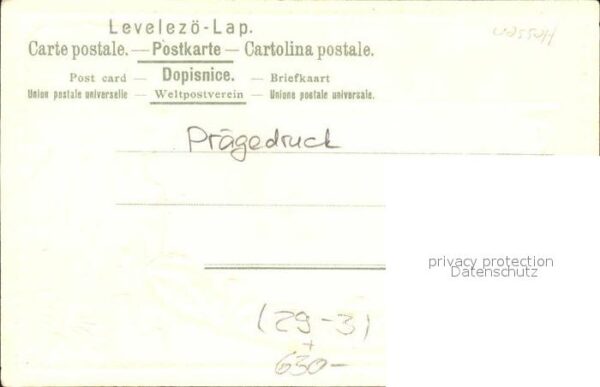 Levelezö-Lap.
Carte postale. — Postkarte — Cartolina postale.
Post card — Dopisnice. — Briefkaart
Union postale universelle — Weltpostverein — Unione postale universale.
Prägedruck
privacy protection
Datenschutz
(29-3)
+
630-